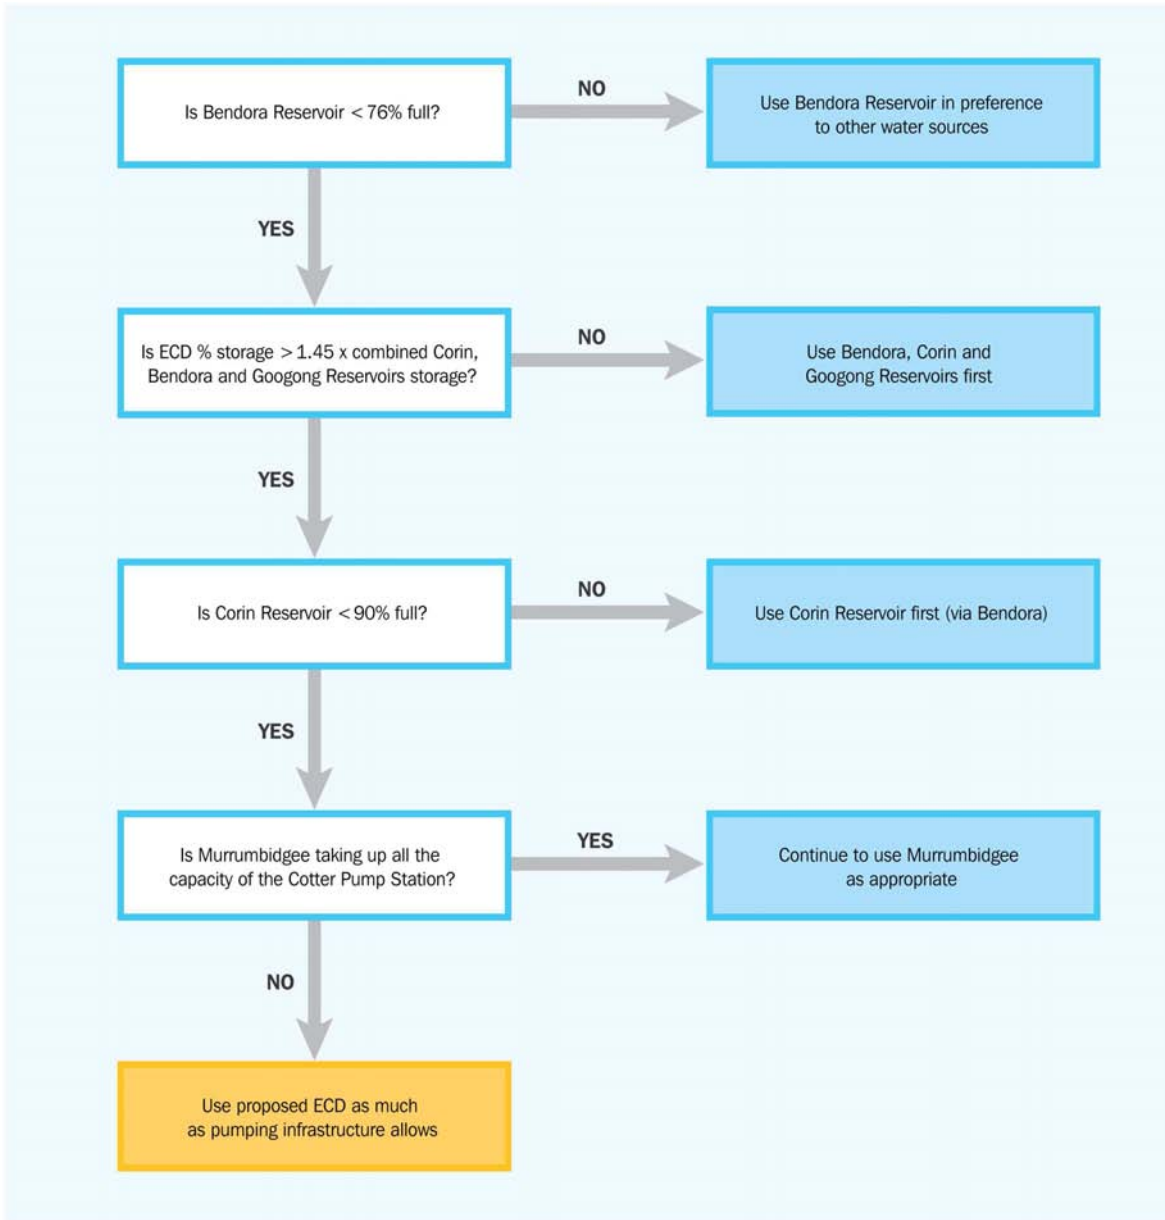 Is Bendora Reservoir < 76% full?
NO
Use Bendora Reservoir in preference
to other water sources
YES
Is ECD % storage > 1.45 x combined Corin,
Bendora and Googong Reservoirs storage?
NO
Use Bendora, Corin and
Googong Reservoirs first
YES
Is Corin Reservoir < 90% full?
NO
Use Corin Reservoir first (via Bendora)
YES
Is Murrumbidgee taking up all the
capacity of the Cotter Pump Station?
YES
Continue to use Murrumbidgee
as appropriate
NO
Use proposed ECD as much
as pumping infrastructure allows